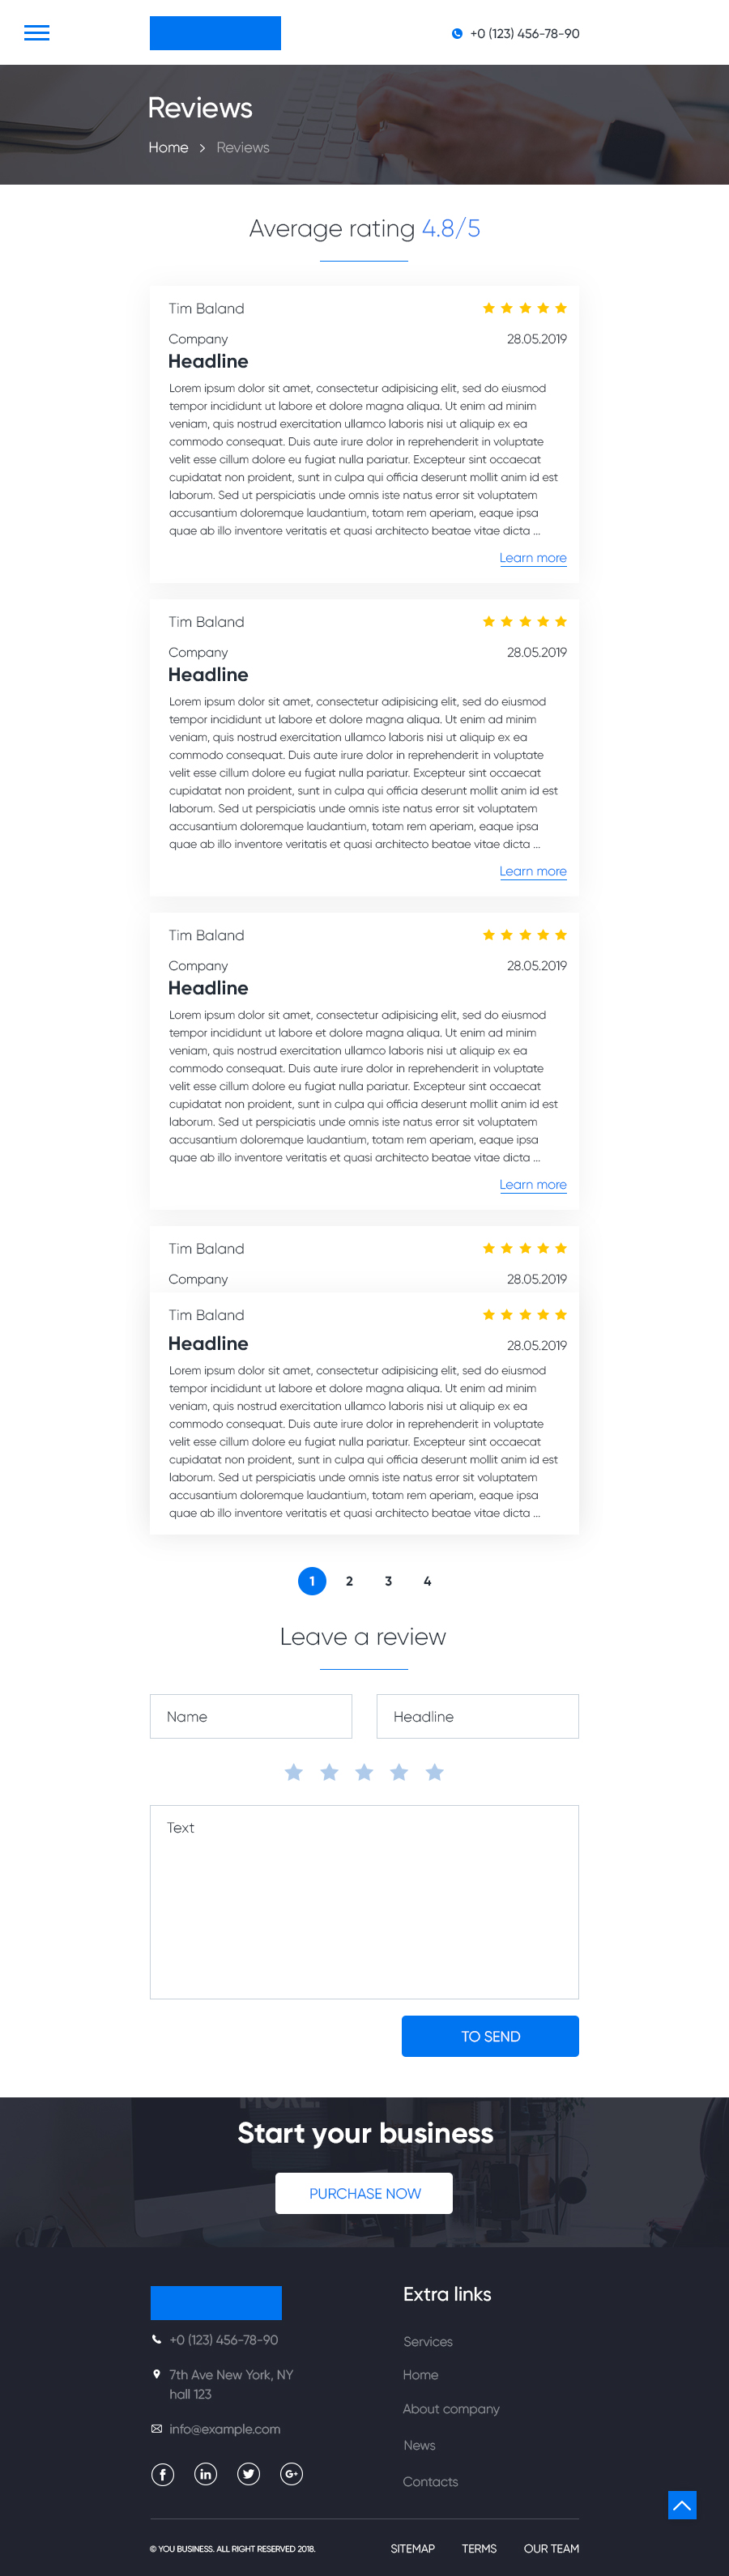 +0 (123) 456-78-90
Reviews
Home > Reviews
Average rating 4.8/5
Tim Baland
Company 28.05.2019
Headline
Lorem ipsum dolor sit amet, consectetur adipisicing elit, sed do eiusmod
tempor incididunt ut labore et dolore magna aliqua. Ut enim ad minim
veniam, quis nostrud exercitation ullamco laboris nisi ut aliquip ex ea
commodo consequat. Duis aute irure dolor in reprehenderit in voluptate
velit esse cillum dolore eu fugiat nulla pariatur. Excepteur sint occaecat
cupidatat non proident, sunt in culpa qui officia deserunt mollit anim id est
laborum. Sed ut perspiciatis unde omnis iste natus error sit voluptatem
accusantium doloremque laudantium, totam rem aperiam, eaque ipsa
quae ab illo inventore veritatis et quasi architecto beatae vitae dicta ...
Learn more
Tim Baland
Company 28.05.2019
Headline
Lorem ipsum dolor sit amet, consectetur adipisicing elit, sed do eiusmod
tempor incididunt ut labore et dolore magna aliqua. Ut enim ad minim
veniam, quis nostrud exercitation ullamco laboris nisi ut aliquip ex ea
commodo consequat. Duis aute irure dolor in reprehenderit in voluptate
velit esse cillum dolore eu fugiat nulla pariatur. Excepteur sint occaecat
cupidatat non proident, sunt in culpa qui officia deserunt mollit anim id est
laborum. Sed ut perspiciatis unde omnis iste natus error sit voluptatem
accusantium doloremque laudantium, totam rem aperiam, eaque ipsa
quae ab illo inventore veritatis et quasi architecto beatae vitae dicta ...
Learn more
Tim Baland
Company 28.05.2019
Headline
Lorem ipsum dolor sit amet, consectetur adipisicing elit, sed do eiusmod
tempor incididunt ut labore et dolore magna aliqua. Ut enim ad minim
veniam, quis nostrud exercitation ullamco laboris nisi ut aliquip ex ea
commodo consequat. Duis aute irure dolor in reprehenderit in voluptate
velit esse cillum dolore eu fugiat nulla pariatur. Excepteur sint occaecat
cupidatat non proident, sunt in culpa qui officia deserunt mollit anim id est
laborum. Sed ut perspiciatis unde omnis iste natus error sit voluptatem
accusantium doloremque laudantium, totam rem aperiam, eaque ipsa
quae ab illo inventore veritatis et quasi architecto beatae vitae dicta ...
Learn more
Tim Baland
Company 28.05.2019
Tim Baland
Headline 28.05.2019
Lorem ipsum dolor sit amet, consectetur adipisicing elit, sed do eiusmod
tempor incididunt ut labore et dolore magna aliqua. Ut enim ad minim
veniam, quis nostrud exercitation ullamco laboris nisi ut aliquip ex ea
commodo consequat. Duis aute irure dolor in reprehenderit in voluptate
velit esse cillum dolore eu fugiat nulla pariatur. Excepteur sint occaecat
cupidatat non proident, sunt in culpa qui officia deserunt mollit anim id est
laborum. Sed ut perspiciatis unde omnis iste natus error sit voluptatem
accusantium doloremque laudantium, totam rem aperiam, eaque ipsa
quae ab illo inventore veritatis et quasi architecto beatae vitae dicta ...
1 2 3 4
Leave a review
Name Headline
Text
TO SEND
MORE.
Start your business
PURCHASE NOW
+0 (123) 456-78-90
7th Ave New York, NY
hall 123
info@example.com
f in G+
Extra links
Services
Home
About company
News
Contacts
© YOU BUSINESS. ALL RIGHT RESERVED 2018.
SITEMAP TERMS OUR TEAM